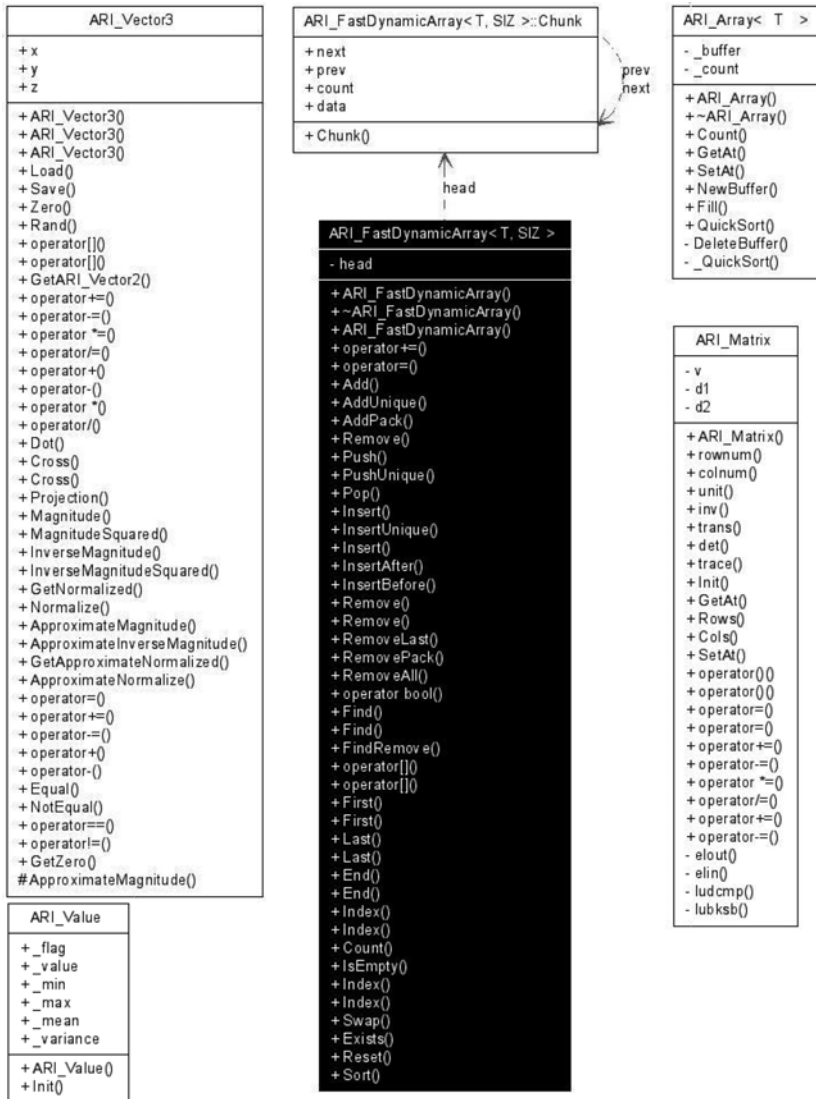 ARI_Vector3
+ x
+ y
+ z
+ ARI_Vector3()
+ ARI_Vector3()
+ ARI_Vector3()
+ Load()
+ Save()
+ Zero()
+ Rand()
+ operator[]()
+ operator[]()
+ GetARI_Vector2()
+ operator+=()
+ operator-=()
+ operator *=()
+ operator/=()
+ operator+()
+ operator-()
+ operator *()
+ operator/()
+ Dot()
+ Cross()
+ Cross()
+ Projection()
+ Magnitude()
+ MagnitudeSquared()
+ InverseMagnitude()
+ InverseMagnitudeSquared()
+ GetNormalized()
+ Normalize()
+ ApproximateMagnitude()
+ ApproximateInverseMagnitude()
+ GetApproximateNormalized()
+ ApproximateNormalize()
+ operator=()
+ operator+=()
+ operator-=()
+ operator+()
+ operator-()
+ Equal()
+ NotEqual()
+ operator==()
+ operator!=()
+ GetZero()
# ApproximateMagnitude()
ARI_Value
+ _flag
+ _value
+ _min
+ _max
+ _mean
+ _variance
+ ARI_Value()
+ Init()
ARI_FastDynamicArray< T, SIZ >::Chunk
+ next
+ prev
+ count
+ data
+ Chunk()
prev
next
head
ARI_FastDynamicArray< T, SIZ >
- head
+ ARI_FastDynamicArray()
+ ~ARI_FastDynamicArray()
+ ARI_FastDynamicArray()
+ operator+=()
+ operator=()
+ Add()
+ AddUnique()
+ AddPack()
+ Remove()
+ Push()
+ PushUnique()
+ Pop()
+ Insert()
+ InsertUnique()
+ Insert()
+ InsertAfter()
+ InsertBefore()
+ Remove()
+ Remove()
+ RemoveLast()
+ RemovePack()
+ RemoveAll()
+ operator bool()
+ Find()
+ Find()
+ FindRemove()
+ operator[]()
+ operator[]()
+ First()
+ First()
+ Last()
+ Last()
+ End()
+ End()
+ Index()
+ Index()
+ Count()
+ IsEmpty()
+ Index()
+ Index()
+ Swap()
+ Exists()
+ Reset()
+ Sort()
ARI_Array< T >
- _buffer
- _count
+ ARI_Array()
+ ~ARI_Array()
+ Count()
+ GetAt()
+ SetAt()
+ NewBuffer()
+ Fill()
+ QuickSort()
- DeleteBuffer()
- _QuickSort()
ARI_Matrix
- v
- d1
- d2
+ ARI_Matrix()
+ rownum()
+ colnum()
+ unit()
+ inv()
+ trans()
+ det()
+ trace()
+ Init()
+ GetAt()
+ Rows()
+ Cols()
+ SetAt()
+ operator()()
+ operator()()
+ operator=()
+ operator=()
+ operator+=()
+ operator-=()
+ operator *=()
+ operator/=()
+ operator+=()
+ operator-=()
- elout()
- elin()
- ludcmp()
- lubksb()